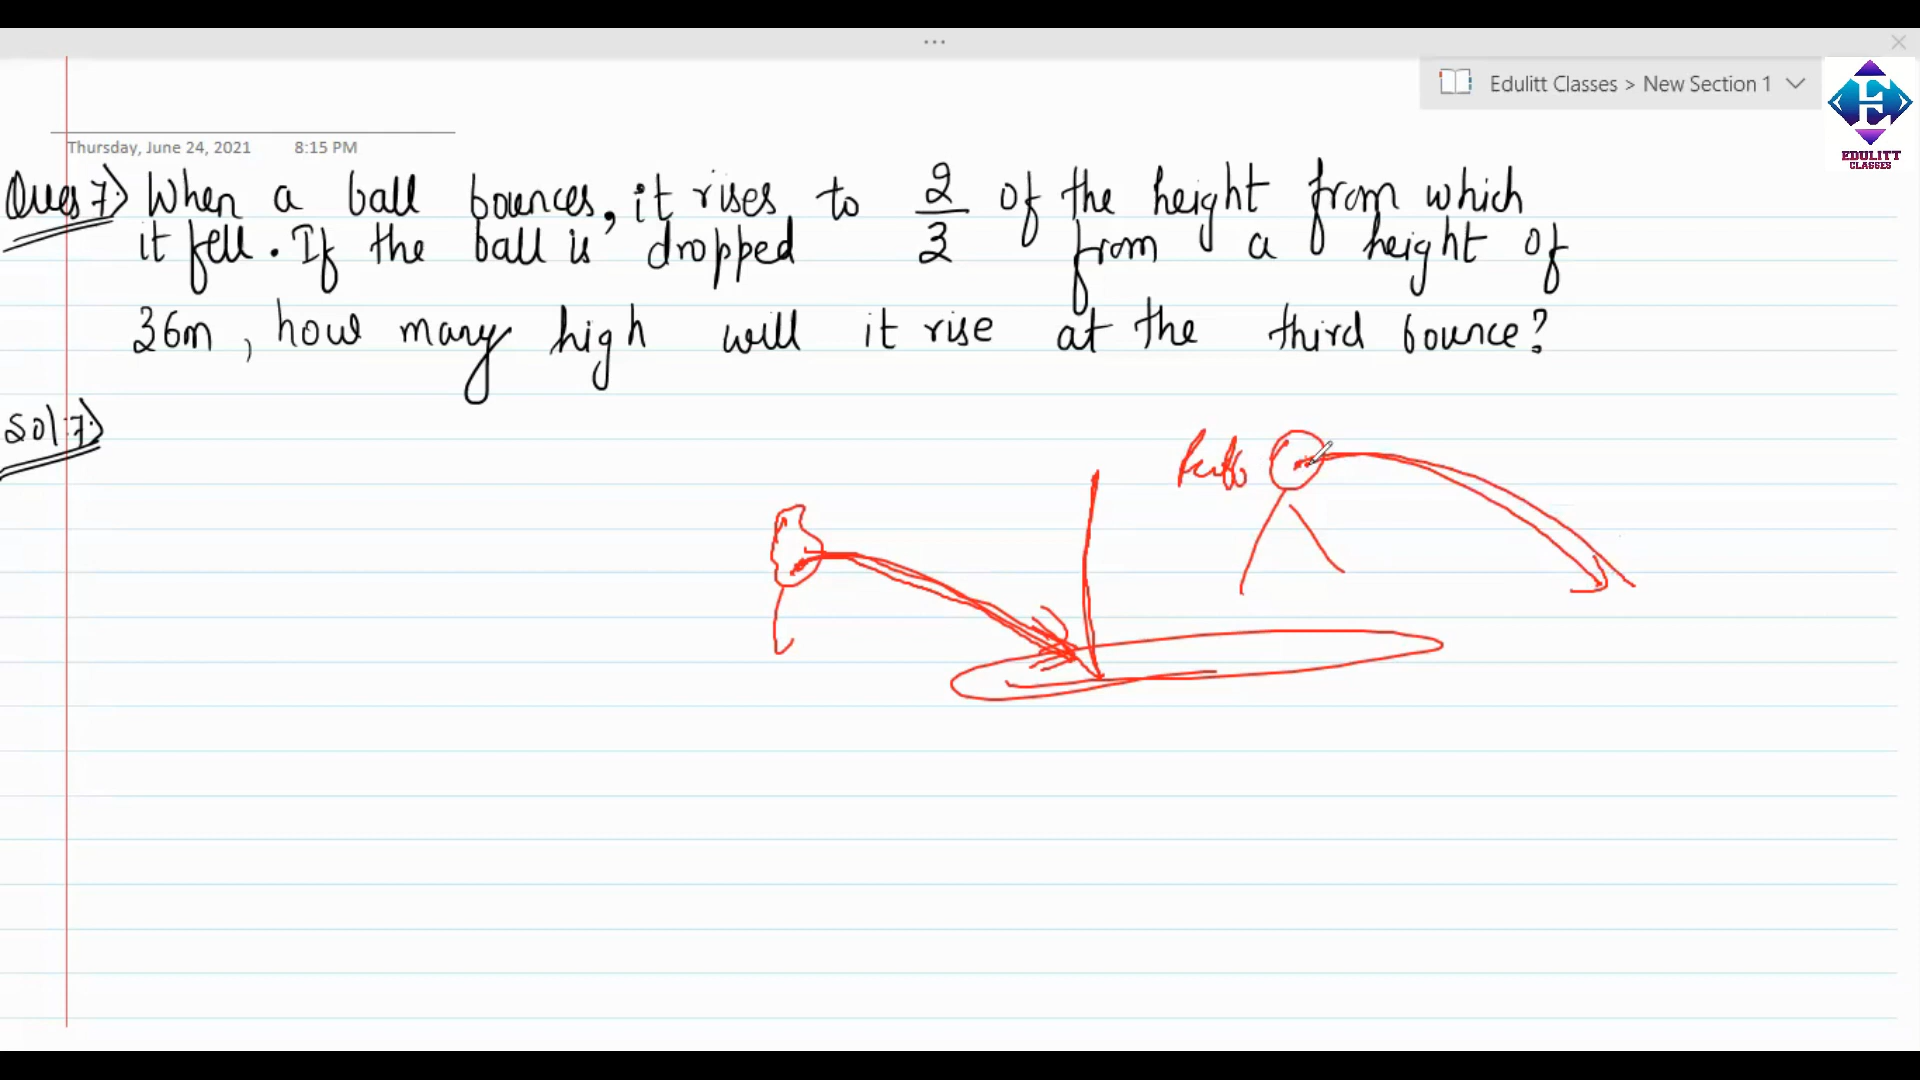 Edulitt Classes > New Section 1
EDULITT
CLASSES
Thursday, June 24, 2021 8:15 PM
Ques 7) When a ball bounces, it rises to 2/3 of the height from which
it fell. If the ball is dropped from a height of
36m, how many high will it rise at the third bounce?
Sol 7)